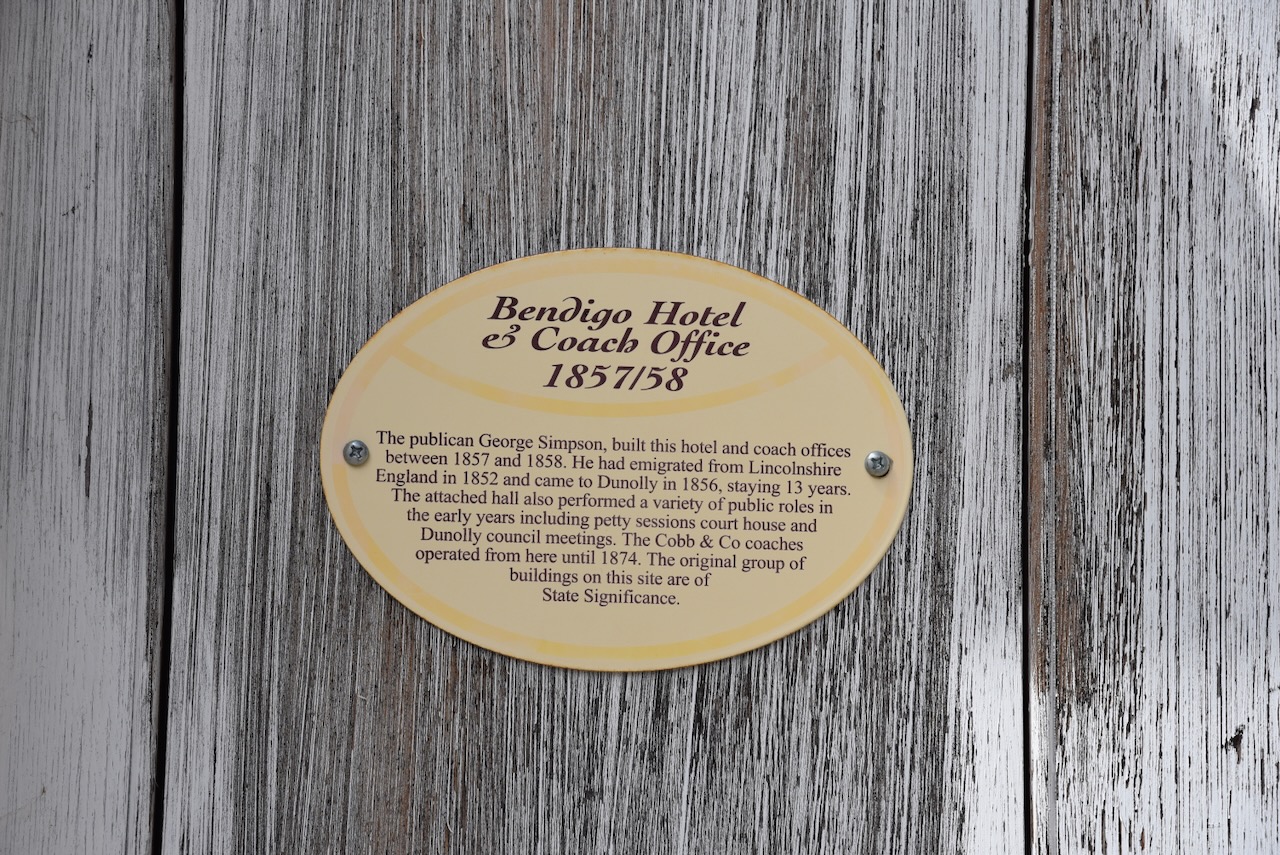 Bendigo Hotel
& Coach Office
1857/58
The publican George Simpson, built this hotel and coach offices
between 1857 and 1858. He had emigrated from Lincolnshire
England in 1852 and came to Dunolly in 1856, staying 13 years.
The attached hall also performed a variety of public roles in
the early years including petty sessions court house and
Dunolly council meetings. The Cobb & Co coaches
operated from here until 1874. The original group of
buildings on this site are of
State Significance.